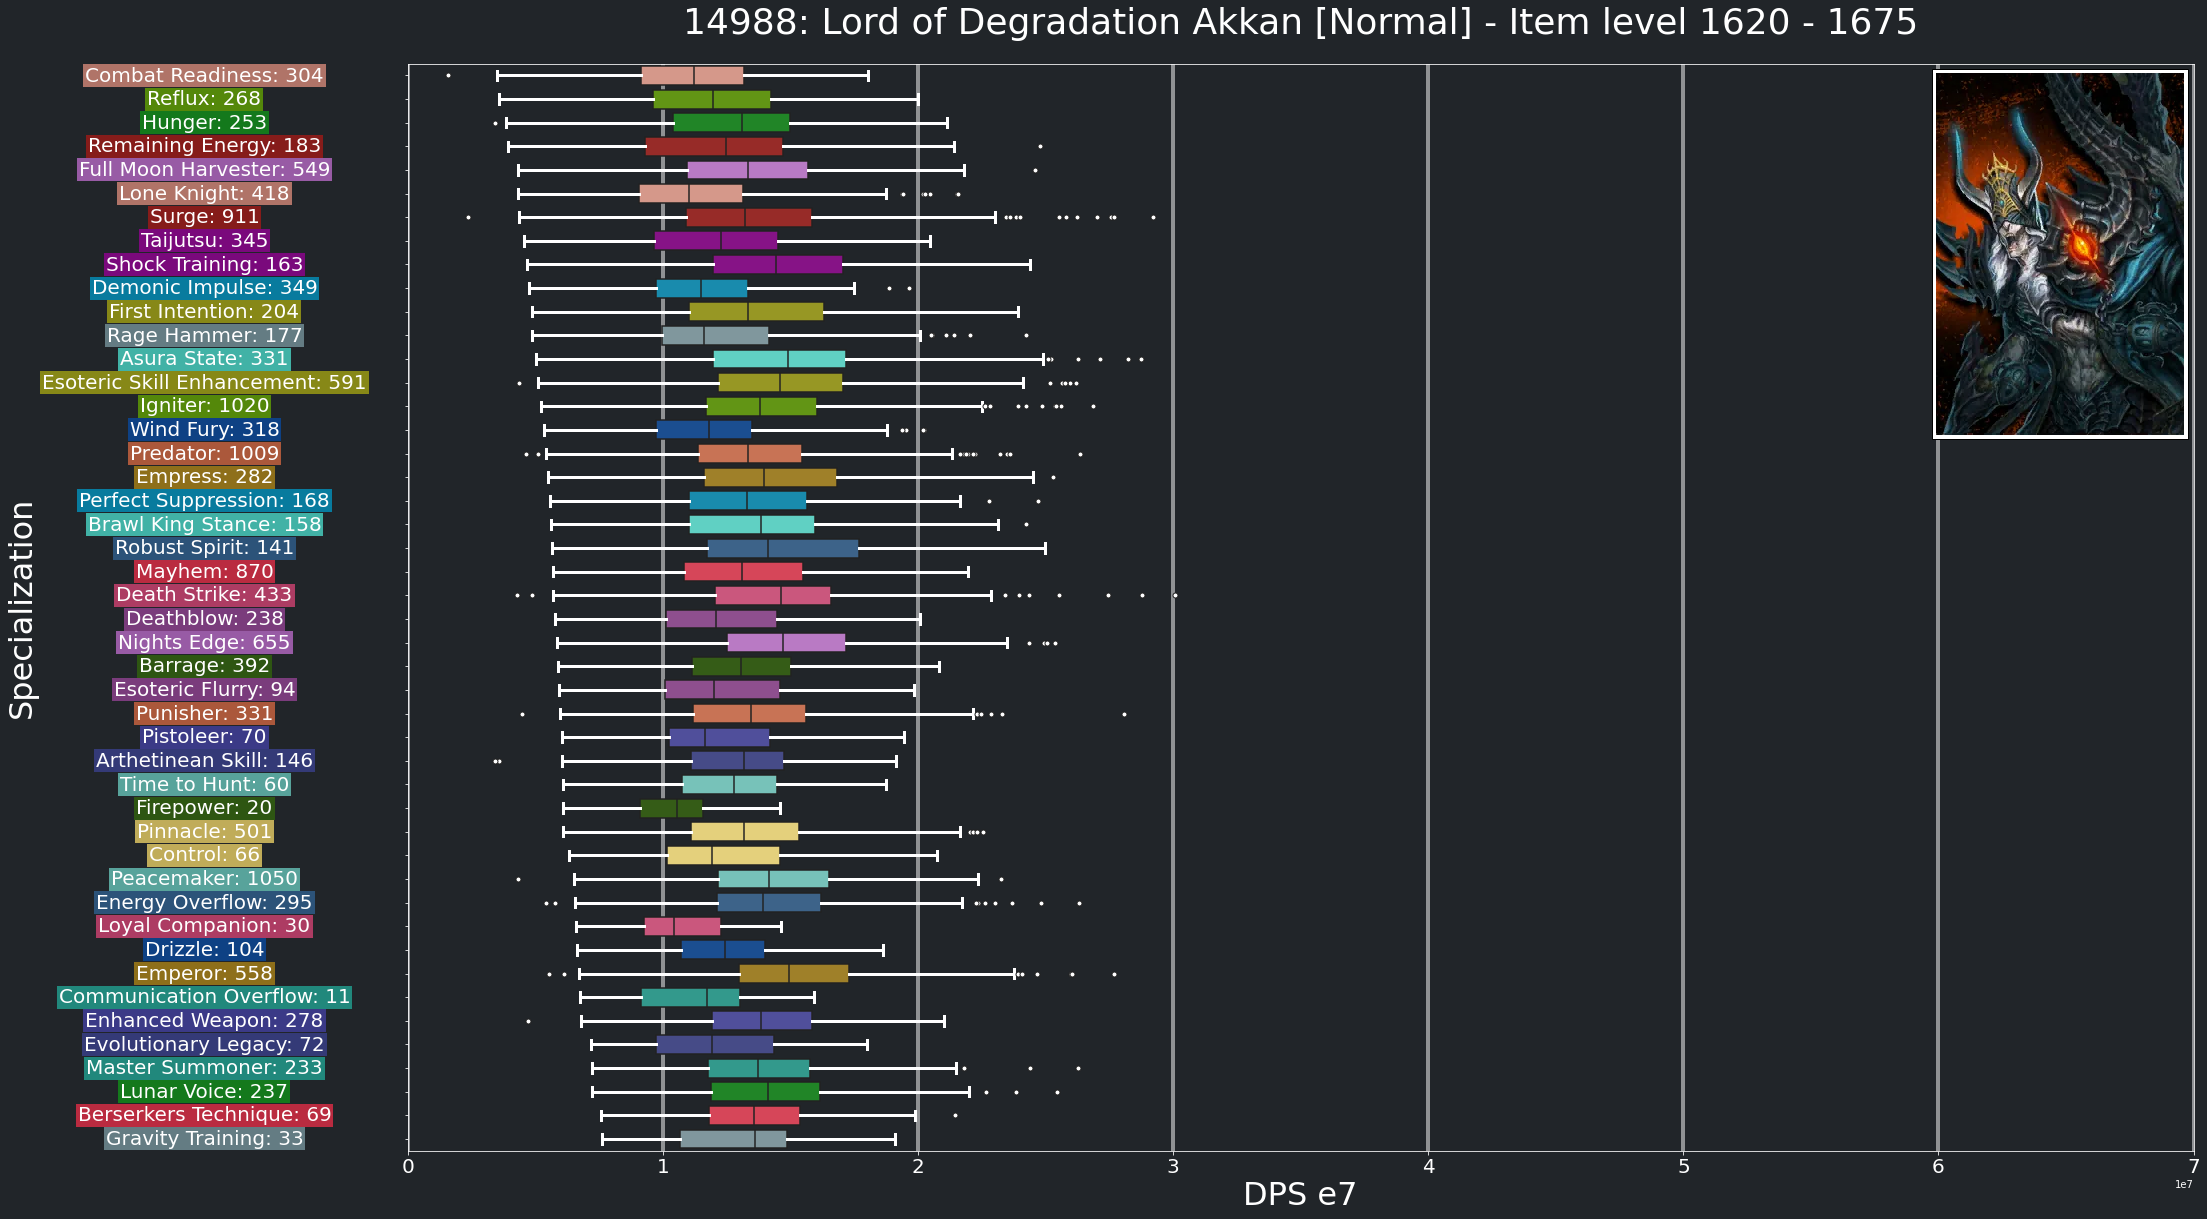 14988: Lord of Degradation Akkan [Normal] - Item level 1620 - 1675
Specialization
Combat Readiness: 304
Reflux: 268
Hunger: 253
Remaining Energy: 183
Full Moon Harvester: 549
Lone Knight: 418
Surge: 911
Taijutsu: 345
Shock Training: 163
Demonic Impulse: 349
First Intention: 204
Rage Hammer: 177
Asura State: 331
Esoteric Skill Enhancement: 591
Igniter: 1020
Wind Fury: 318
Predator: 1009
Empress: 282
Perfect Suppression: 168
Brawl King Stance: 158
Robust Spirit: 141
Mayhem: 870
Death Strike: 433
Deathblow: 238
Nights Edge: 655
Barrage: 392
Esoteric Flurry: 94
Punisher: 331
Pistoleer: 70
Arthetinean Skill: 146
Time to Hunt: 60
Firepower: 20
Pinnacle: 501
Control: 66
Peacemaker: 1050
Energy Overflow: 295
Loyal Companion: 30
Drizzle: 104
Emperor: 558
Communication Overflow: 11
Enhanced Weapon: 278
Evolutionary Legacy: 72
Master Summoner: 233
Lunar Voice: 237
Berserkers Technique: 69
Gravity Training: 33
0 1 2 3 4 5 6 7
1e7
DPS e7